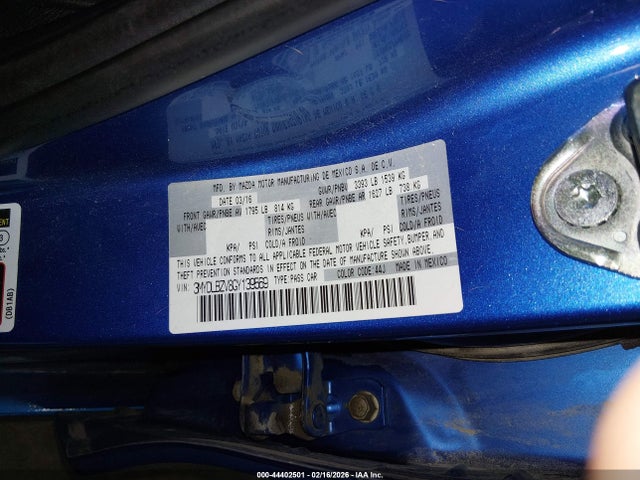 MFD. BY MAZDA MOTOR MANUFACTURING DE MEXICO S.A. DE C.V.
DATE 03/16 GVWR/PNBV 3393 LB 1539 KG
FRONT GAWR/PNBE AV 1795 LB 814 KG REAR GAWR/PNBE AR 1627 LB 738 KG
WITH/AVEC TIRES/PNEUS WITH/AVEC TIRES/PNEUS
RIMS/JANTES RIMS/JANTES
KPA/ PSI COLD/A FROID KPA/ PSI COLD/A FROID
THIS VEHICLE CONFORMS TO ALL APPLICABLE FEDERAL MOTOR VEHICLE SAFETY, BUMPER, AND
THEFT PREVENTION STANDARDS IN EFFECT ON THE DATE OF MANUFACTURE SHOWN ABOVE.
VIN: 3MYDLBZV8GY139669 TYPE PASS CAR COLOR CODE:44J MADE IN MEXICO
(DB1AB)
000-44402501 - 02/16/2026 - IAA Inc.